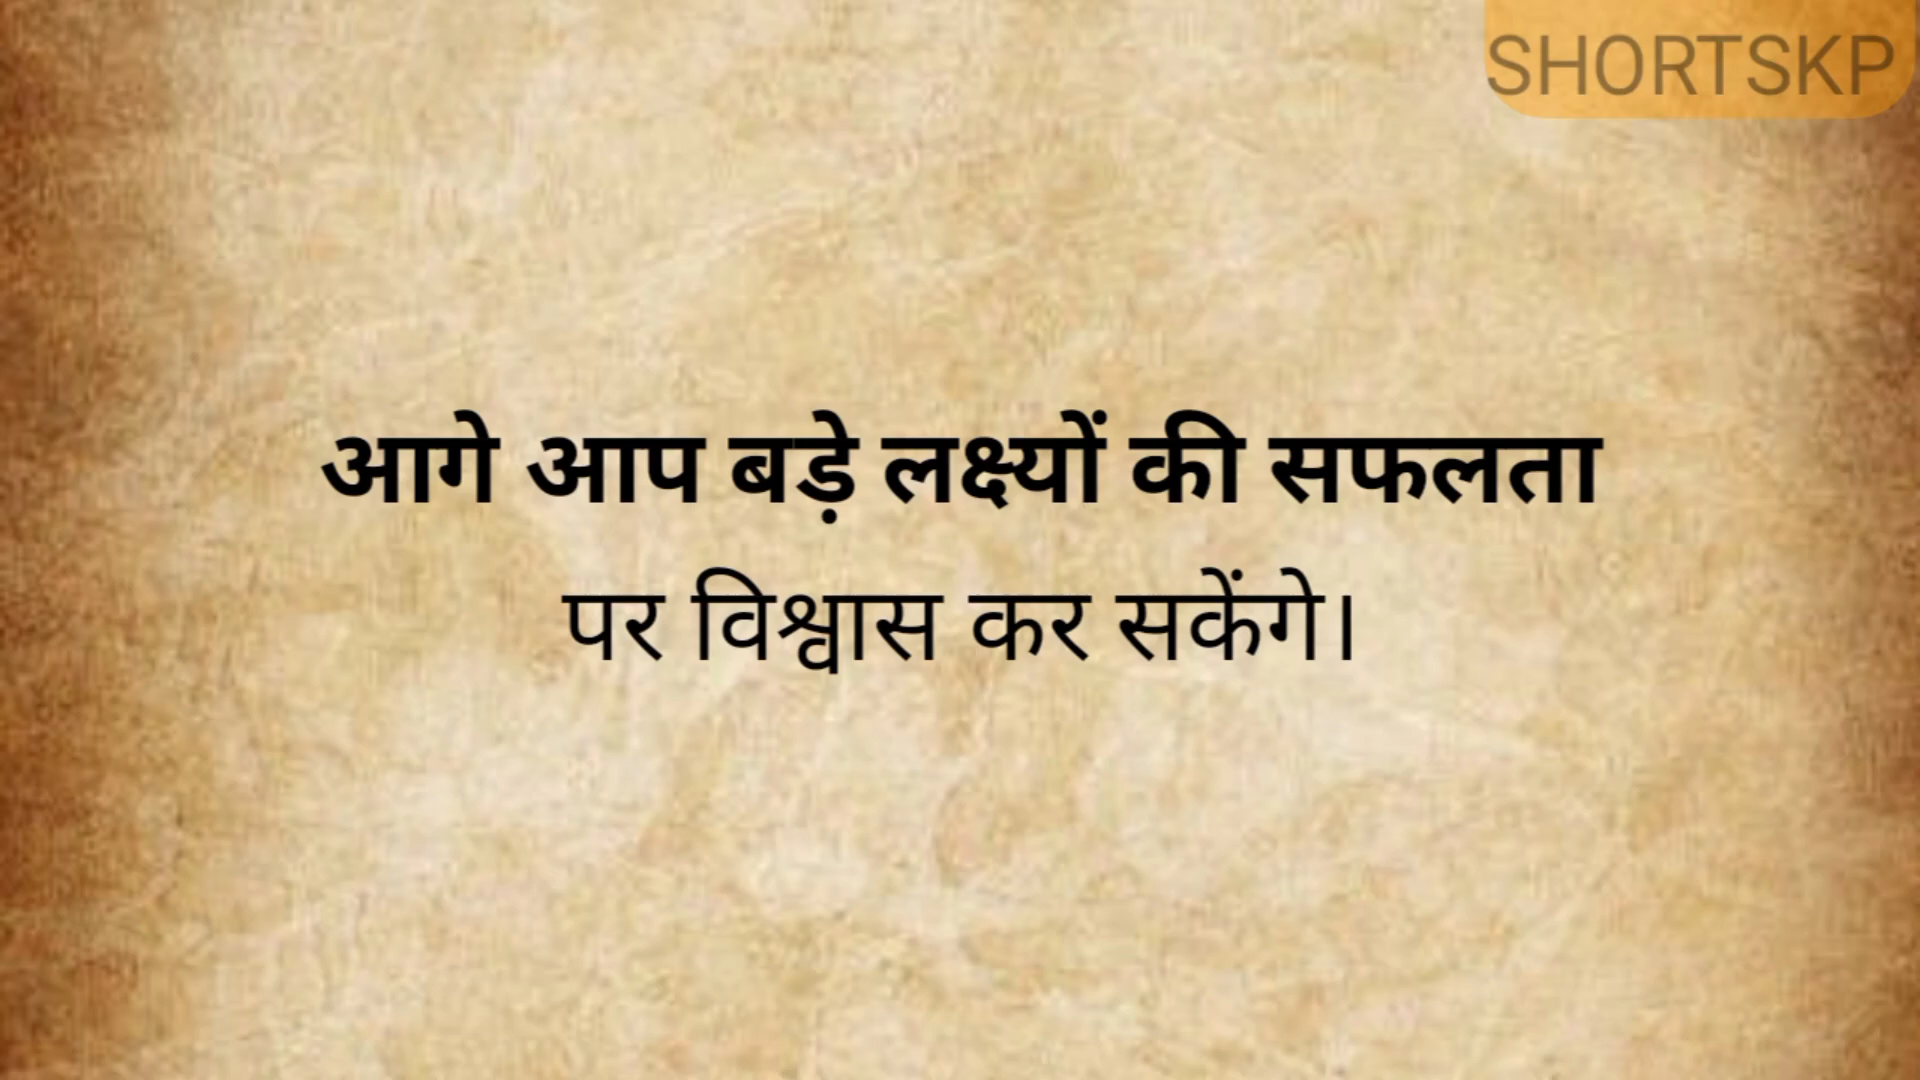 SHORTSKP
आगे आप बड़े लक्ष्यों की सफलता
पर विश्वास कर सकेंगे।